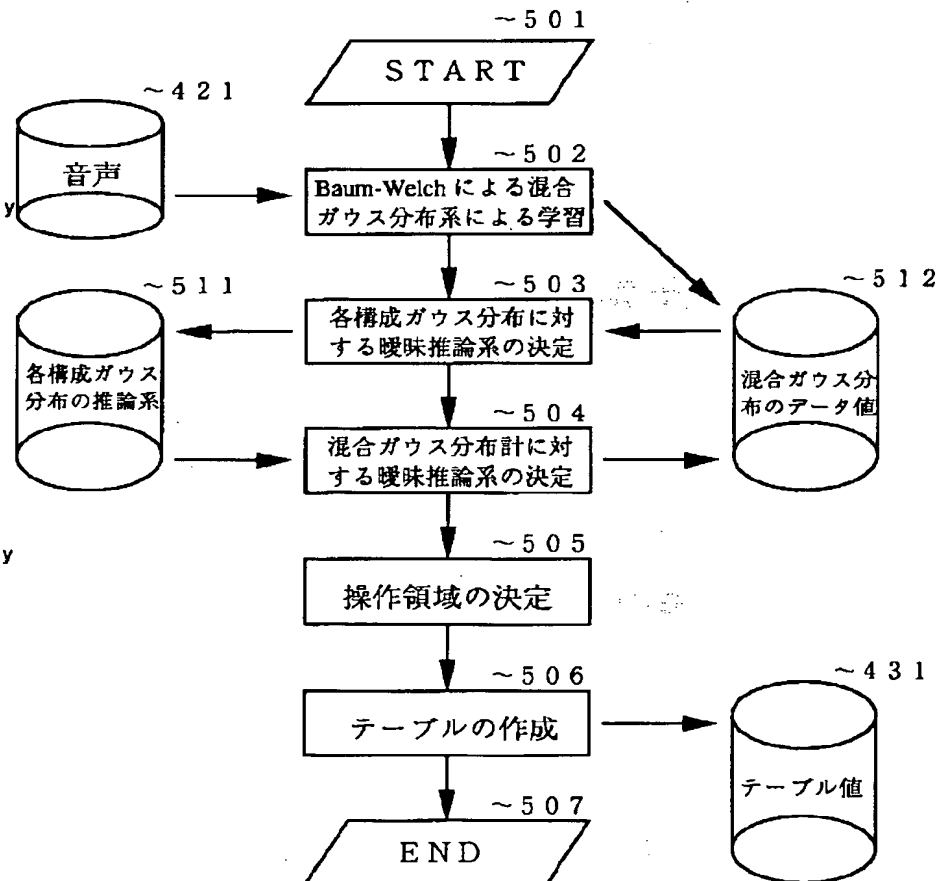 ~501
START
~421
音声
~502
Baum-Welchによる混合
ガウス分布系による学習
y
~511
各構成ガウス
分布の推論系
~503
各構成ガウス分布に対
する曖昧推論系の決定
~512
混合ガウス分
布のデータ値
~504
混合ガウス分布計に対
する曖昧推論系の決定
y
~505
操作領域の決定
~506
テーブルの作成
~431
テーブル値
~507
END